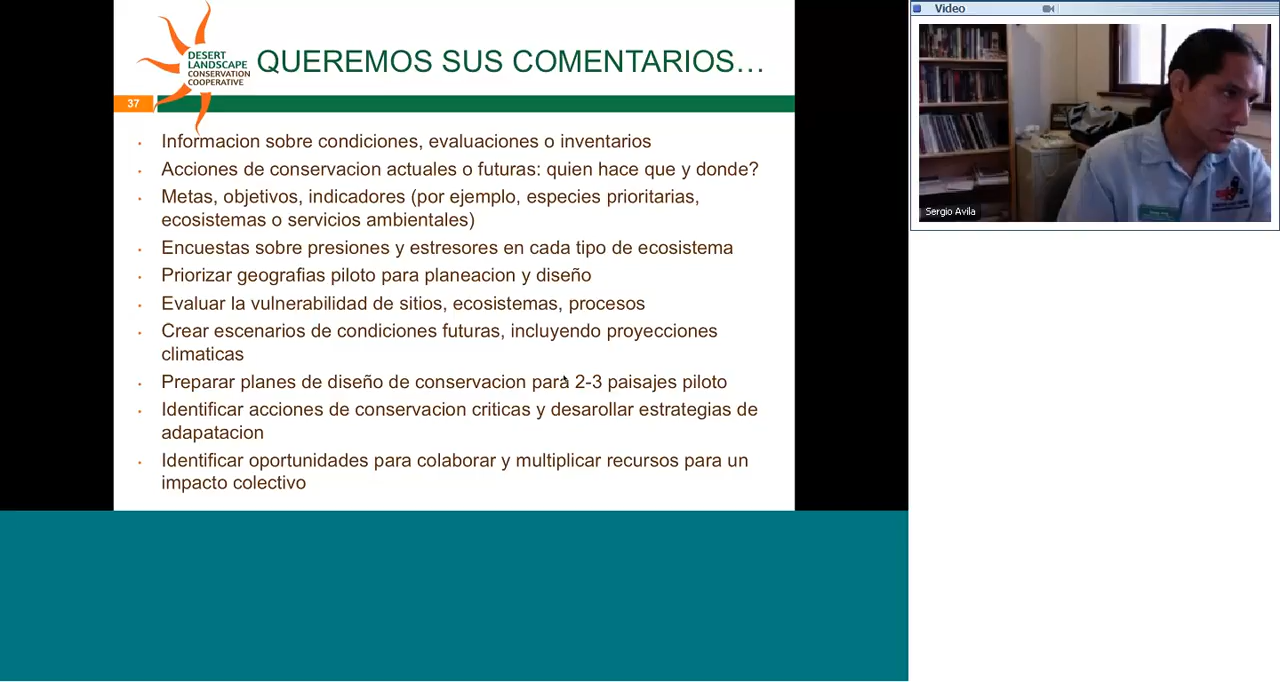 DESERT
LANDSCAPE
CONSERVATION
COOPERATIVE
QUEREMOS SUS COMENTARIOS…
37
Informacion sobre condiciones, evaluaciones o inventarios
Acciones de conservacion actuales o futuras: quien hace que y donde?
Metas, objetivos, indicadores (por ejemplo, especies prioritarias,
ecosistemas o servicios ambientales)
Encuestas sobre presiones y estresores en cada tipo de ecosistema
Priorizar geografias piloto para planeacion y diseño
Evaluar la vulnerabilidad de sitios, ecosistemas, procesos
Crear escenarios de condiciones futuras, incluyendo proyecciones
climaticas
Preparar planes de diseño de conservacion para 2-3 paisajes piloto
Identificar acciones de conservacion criticas y desarollar estrategias de
adapatacion
Identificar oportunidades para colaborar y multiplicar recursos para un
impacto colectivo
Video
Sergio Avila